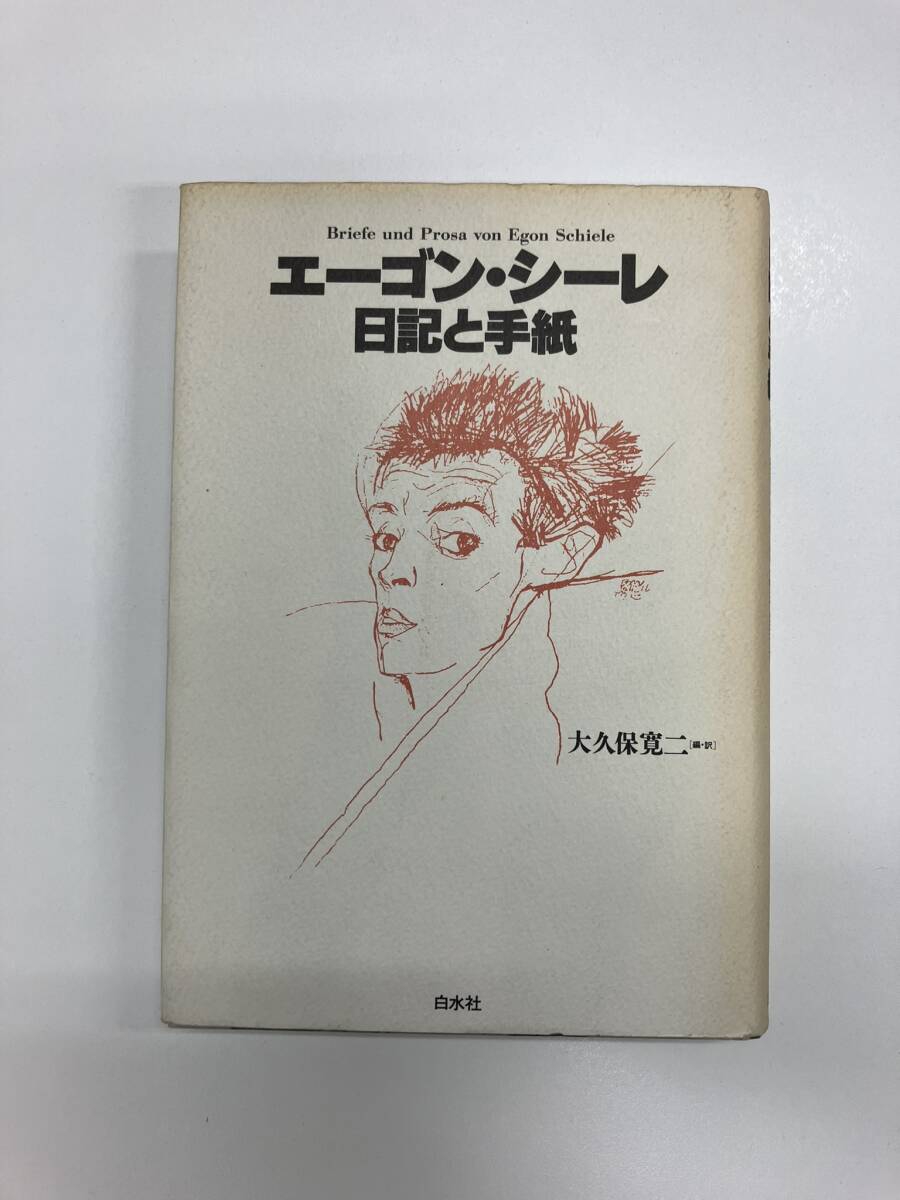 Briefe und Prosa von Egon Schiele
エーゴン・シーレ
日記と手紙
大久保寛二[編・訳]
白水社